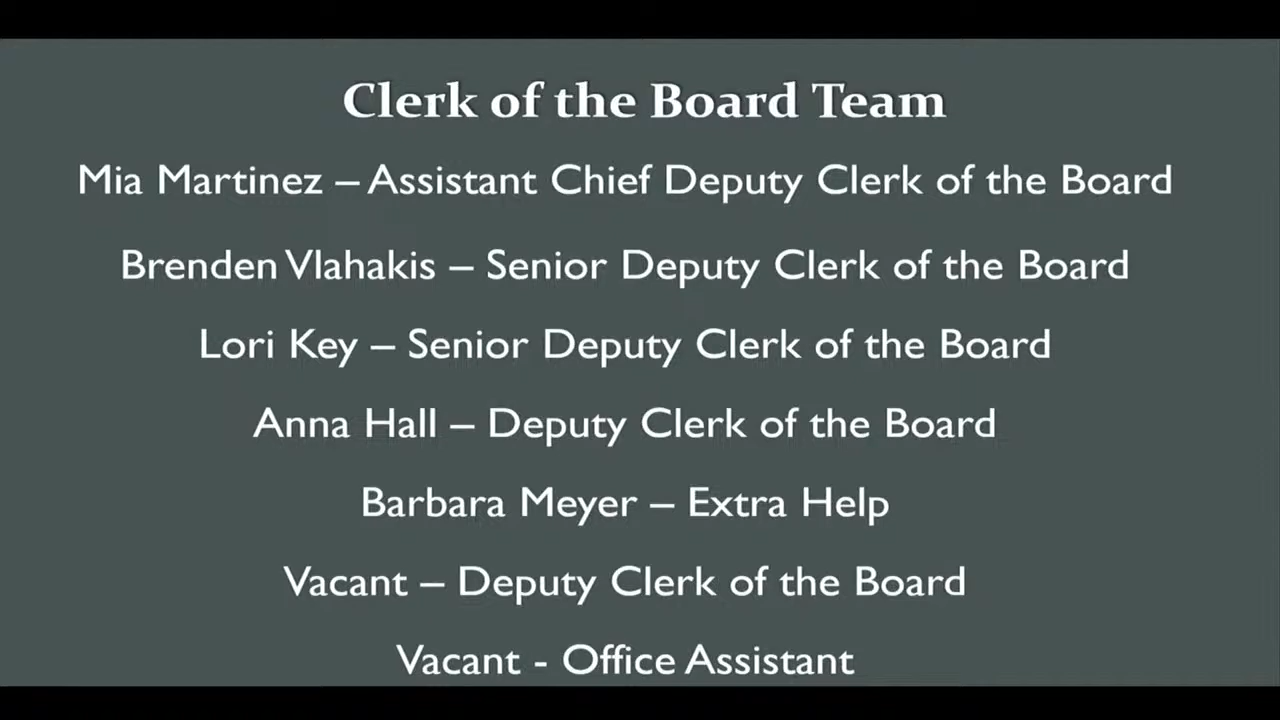 Clerk of the Board Team
Mia Martinez – Assistant Chief Deputy Clerk of the Board
Brenden Vlahakis – Senior Deputy Clerk of the Board
Lori Key – Senior Deputy Clerk of the Board
Anna Hall – Deputy Clerk of the Board
Barbara Meyer – Extra Help
Vacant – Deputy Clerk of the Board
Vacant - Office Assistant